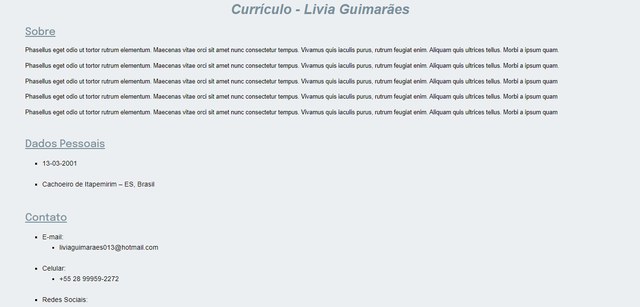 Currículo - Livia Guimarães
Sobre
Phasellus eget odio ut tortor rutrum elementum. Maecenas vitae orci sit amet nunc consectetur tempus. Vivamus quis iaculis purus, rutrum feugiat enim. Aliquam quis ultrices tellus. Morbi a ipsum quam.
Phasellus eget odio ut tortor rutrum elementum. Maecenas vitae orci sit amet nunc consectetur tempus. Vivamus quis iaculis purus, rutrum feugiat enim. Aliquam quis ultrices tellus. Morbi a ipsum quam
Phasellus eget odio ut tortor rutrum elementum. Maecenas vitae orci sit amet nunc consectetur tempus. Vivamus quis iaculis purus, rutrum feugiat enim. Aliquam quis ultrices tellus. Morbi a ipsum quam
Phasellus eget odio ut tortor rutrum elementum. Maecenas vitae orci sit amet nunc consectetur tempus. Vivamus quis iaculis purus, rutrum feugiat enim. Aliquam quis ultrices tellus. Morbi a ipsum quam
Phasellus eget odio ut tortor rutrum elementum. Maecenas vitae orci sit amet nunc consectetur tempus. Vivamus quis iaculis purus, rutrum feugiat enim. Aliquam quis ultrices tellus. Morbi a ipsum quam
Dados Pessoais
13-03-2001
Cachoeiro de Itapemirim – ES, Brasil
Contato
E-mail:
liviaguimaraes013@hotmail.com
Celular:
+55 28 99959-2272
Redes Sociais: